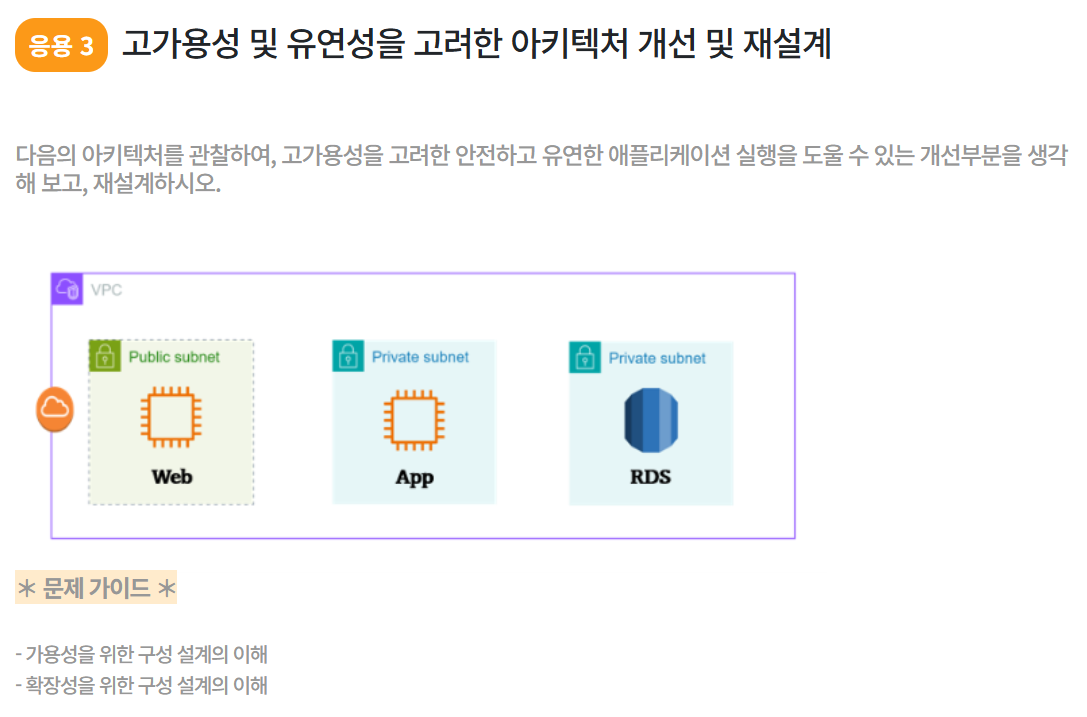 응용 3 고가용성 및 유연성을 고려한 아키텍처 개선 및 재설계
다음의 아키텍처를 관찰하여, 고가용성을 고려한 안전하고 유연한 애플리케이션 실행을 도울 수 있는 개선부분을 생각
해 보고, 재설계하시오.
VPC
Public subnet
Web
Private subnet
App
Private subnet
RDS
＊ 문제 가이드 ＊
- 가용성을 위한 구성 설계의 이해
- 확장성을 위한 구성 설계의 이해